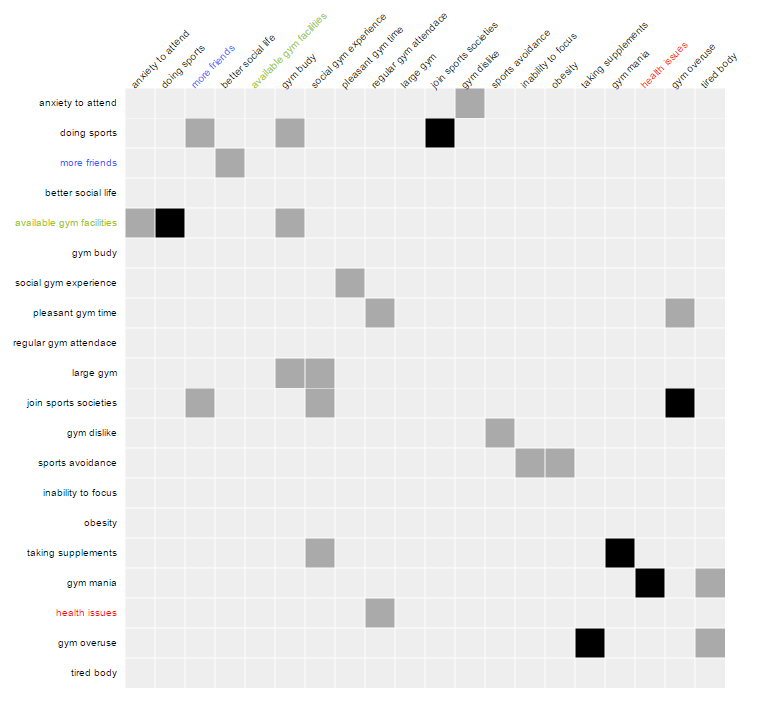 anxiety to attend
doing sports
more friends
better social life
available gym facilities
gym budy
social gym experience
pleasant gym time
regular gym attendace
large gym
join sports societies
gym dislike
sports avoidance
inability to focus
obesity
taking supplements
gym mania
health issues
gym overuse
tired body
anxiety to attend
doing sports
more friends
better social life
available gym facilities
gym budy
social gym experience
pleasant gym time
regular gym attendace
large gym
join sports societies
gym dislike
sports avoidance
inability to focus
obesity
taking supplements
gym mania
health issues
gym overuse
tired body